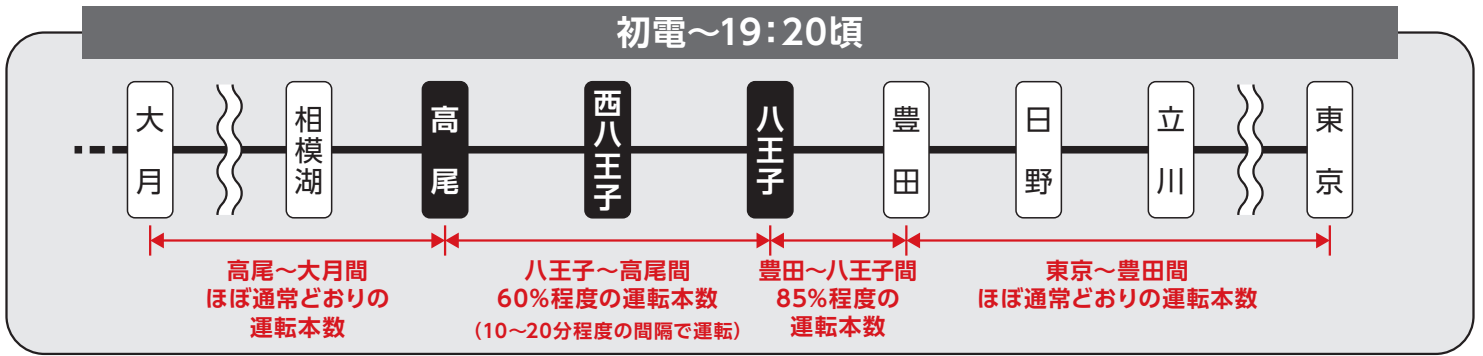 初電～19：20頃
大月
相模湖
高尾
西八王子
八王子
豊田
日野
立川
東京
高尾～大月間
ほぼ通常どおりの
運転本数
八王子～高尾間
60%程度の運転本数
（10～20分程度の間隔で運転）
豊田～八王子間
85%程度の
運転本数
東京～豊田間
ほぼ通常どおりの運転本数